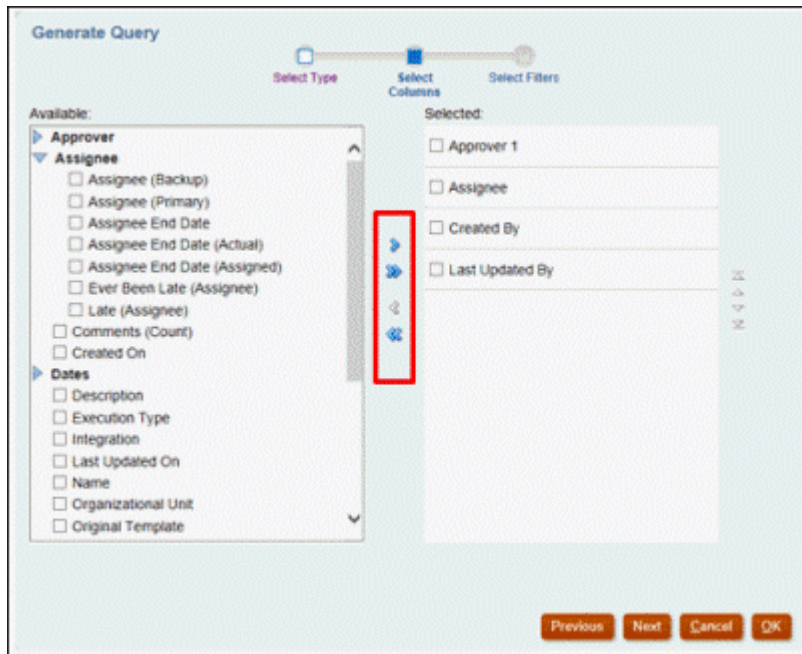 Generate Query
Select Type
Select Columns
Select Filters
Available:
Approver
Assignee
Assignee (Backup)
Assignee (Primary)
Assignee End Date
Assignee End Date (Actual)
Assignee End Date (Assigned)
Ever Been Late (Assignee)
Late (Assignee)
Comments (Count)
Created On
Dates
Description
Execution Type
Integration
Last Updated On
Name
Organizational Unit
Original Template
Selected:
Approver 1
Assignee
Created By
Last Updated By
Previous
Next
Cancel
OK